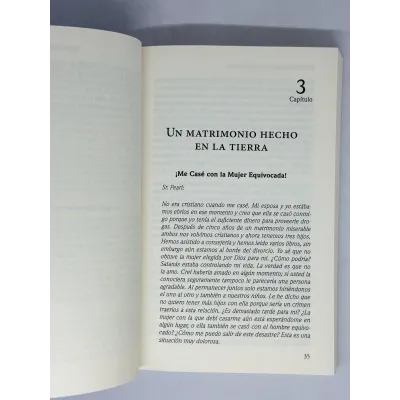 3
Capítulo
UN MATRIMONIO HECHO
EN LA TIERRA
¡Me Casé con la Mujer Equivocada!
Sr. Pearl:
No era cristiano cuando me casé. Mi esposa y yo estába-
mos ebrios en ese momento y creo que ella se casó conmi-
go porque yo tenía el suficiente dinero para proveerle dro-
gas. Después de cinco años de un matrimonio miserable
ambos nos volvimos cristianos y ahora tenemos tres hijos.
Hemos asistido a consejería y hemos leído varios libros, sin
embargo aún estamos al borde del divorcio. Yo sé que no
obtuve la mujer elegida por Dios para mí. ¿Cómo podría?
Satanás estaba controlando mi vida. La verdad es que no
la amo. Creí haberla amado en algún momento; si usted la
conociera seguramente tampoco le parecería una persona
agradable. Al permanecer juntos solo estamos hiriéndonos
el uno al otro y también a nuestros niños. Le he dicho que
no quiero tener más hijos con ella porque sería un crimen
traerlos a esta relación. ¿Es demasiado tarde para mí? ¿La
mujer con la que debí casarme aún está esperándome en
algún lugar, o ella también se casó con el hombre equivo-
cado? ¿Cómo me puedo salir de este desastre? Esta es una
situación muy dolorosa.
35